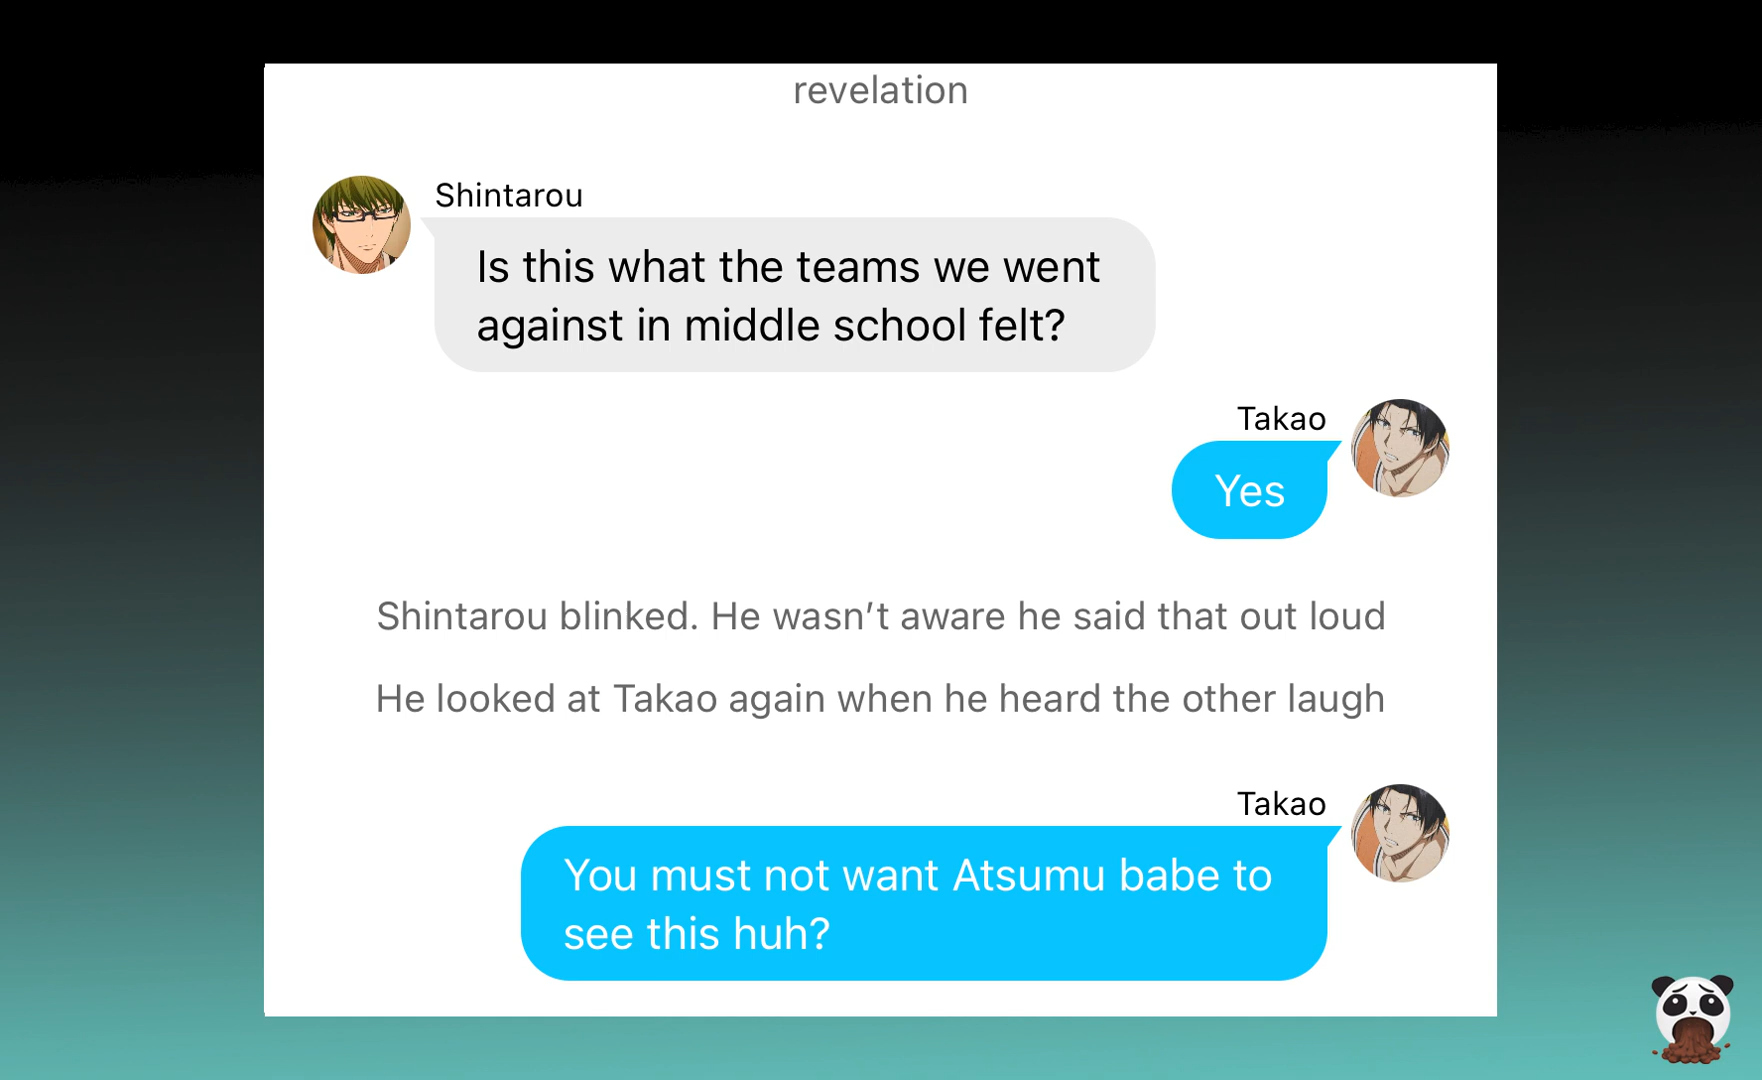 revelation
Shintarou
Is this what the teams we went
against in middle school felt?
Takao
Yes
Shintarou blinked. He wasn’t aware he said that out loud
He looked at Takao again when he heard the other laugh
Takao
You must not want Atsumu babe to
see this huh?